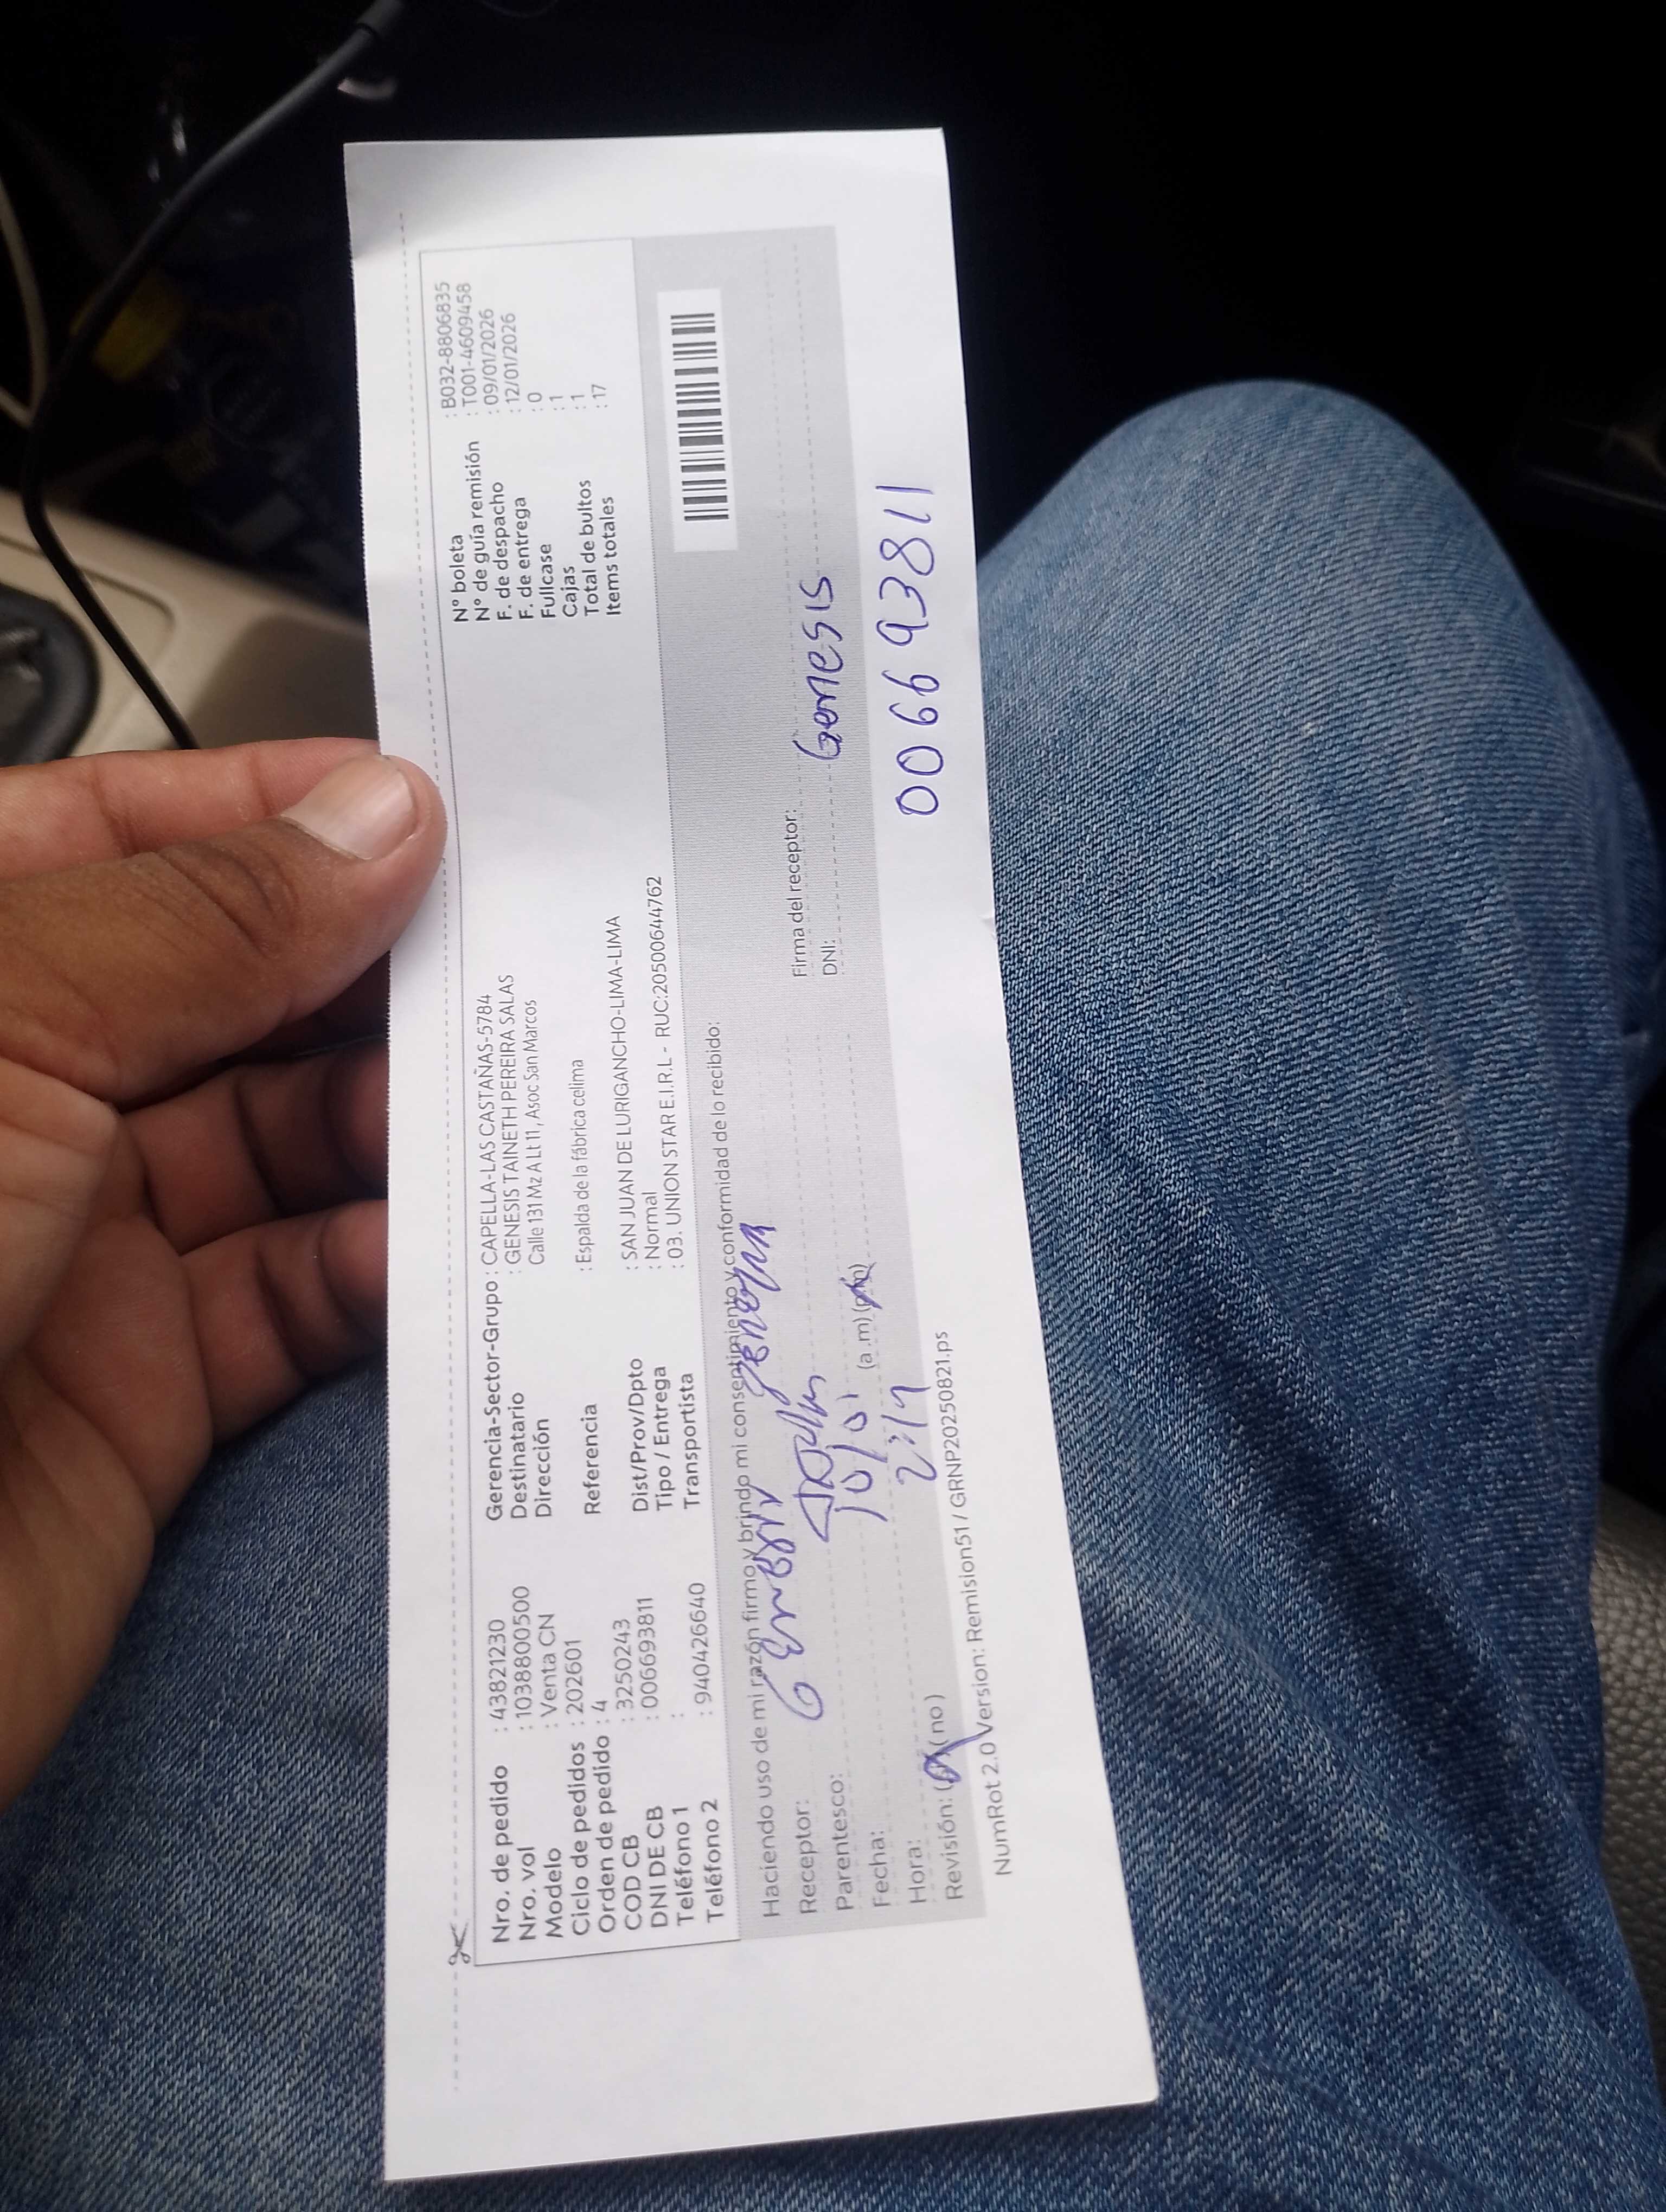 Nro. de pedido : 43821230
Nro. vol : 1038800500
Modelo : Venta CN
Ciclo de pedidos : 202601
Orden de pedido : 4
COD CB : 3250243
DNI DE CB : 006693811
Teléfono 1 :
Teléfono 2 : 940426640
Gerencia-Sector-Grupo : CAPELLA-LAS CASTAÑAS-5784
Destinatario : GENESIS TAINETH PEREIRA SALAS
Dirección Calle 131 Mz A Lt 11, Asoc San Marcos
Referencia : Espalda de la fábrica celima
Dist/Prov/Dpto : SAN JUAN DE LURIGANCHO-LIMA-LIMA
Tipo / Entrega : Normal
Transportista : 03. UNION STAR E.I.R.L - RUC:20500644762
N° boleta : B032-8806835
N° de guía remisión : T001-4609458
F. de despacho : 09/01/2026
F. de entrega : 12/01/2026
Fullcase : 0
Cajas : 1
Total de bultos : 1
Items totales : 17
Haciendo uso de mi razón firmo y brindo mi consentimiento y conformidad de lo recibido:
Receptor:
Parentesco:
Fecha: 10/01
Hora: 2:19 (a.m) (p.m)
Revisión: (si) (no)
Firma del receptor:
DNI: Genesis
006693811
NumRot 2.0 Version: Remision51 / GRNP20250821.ps